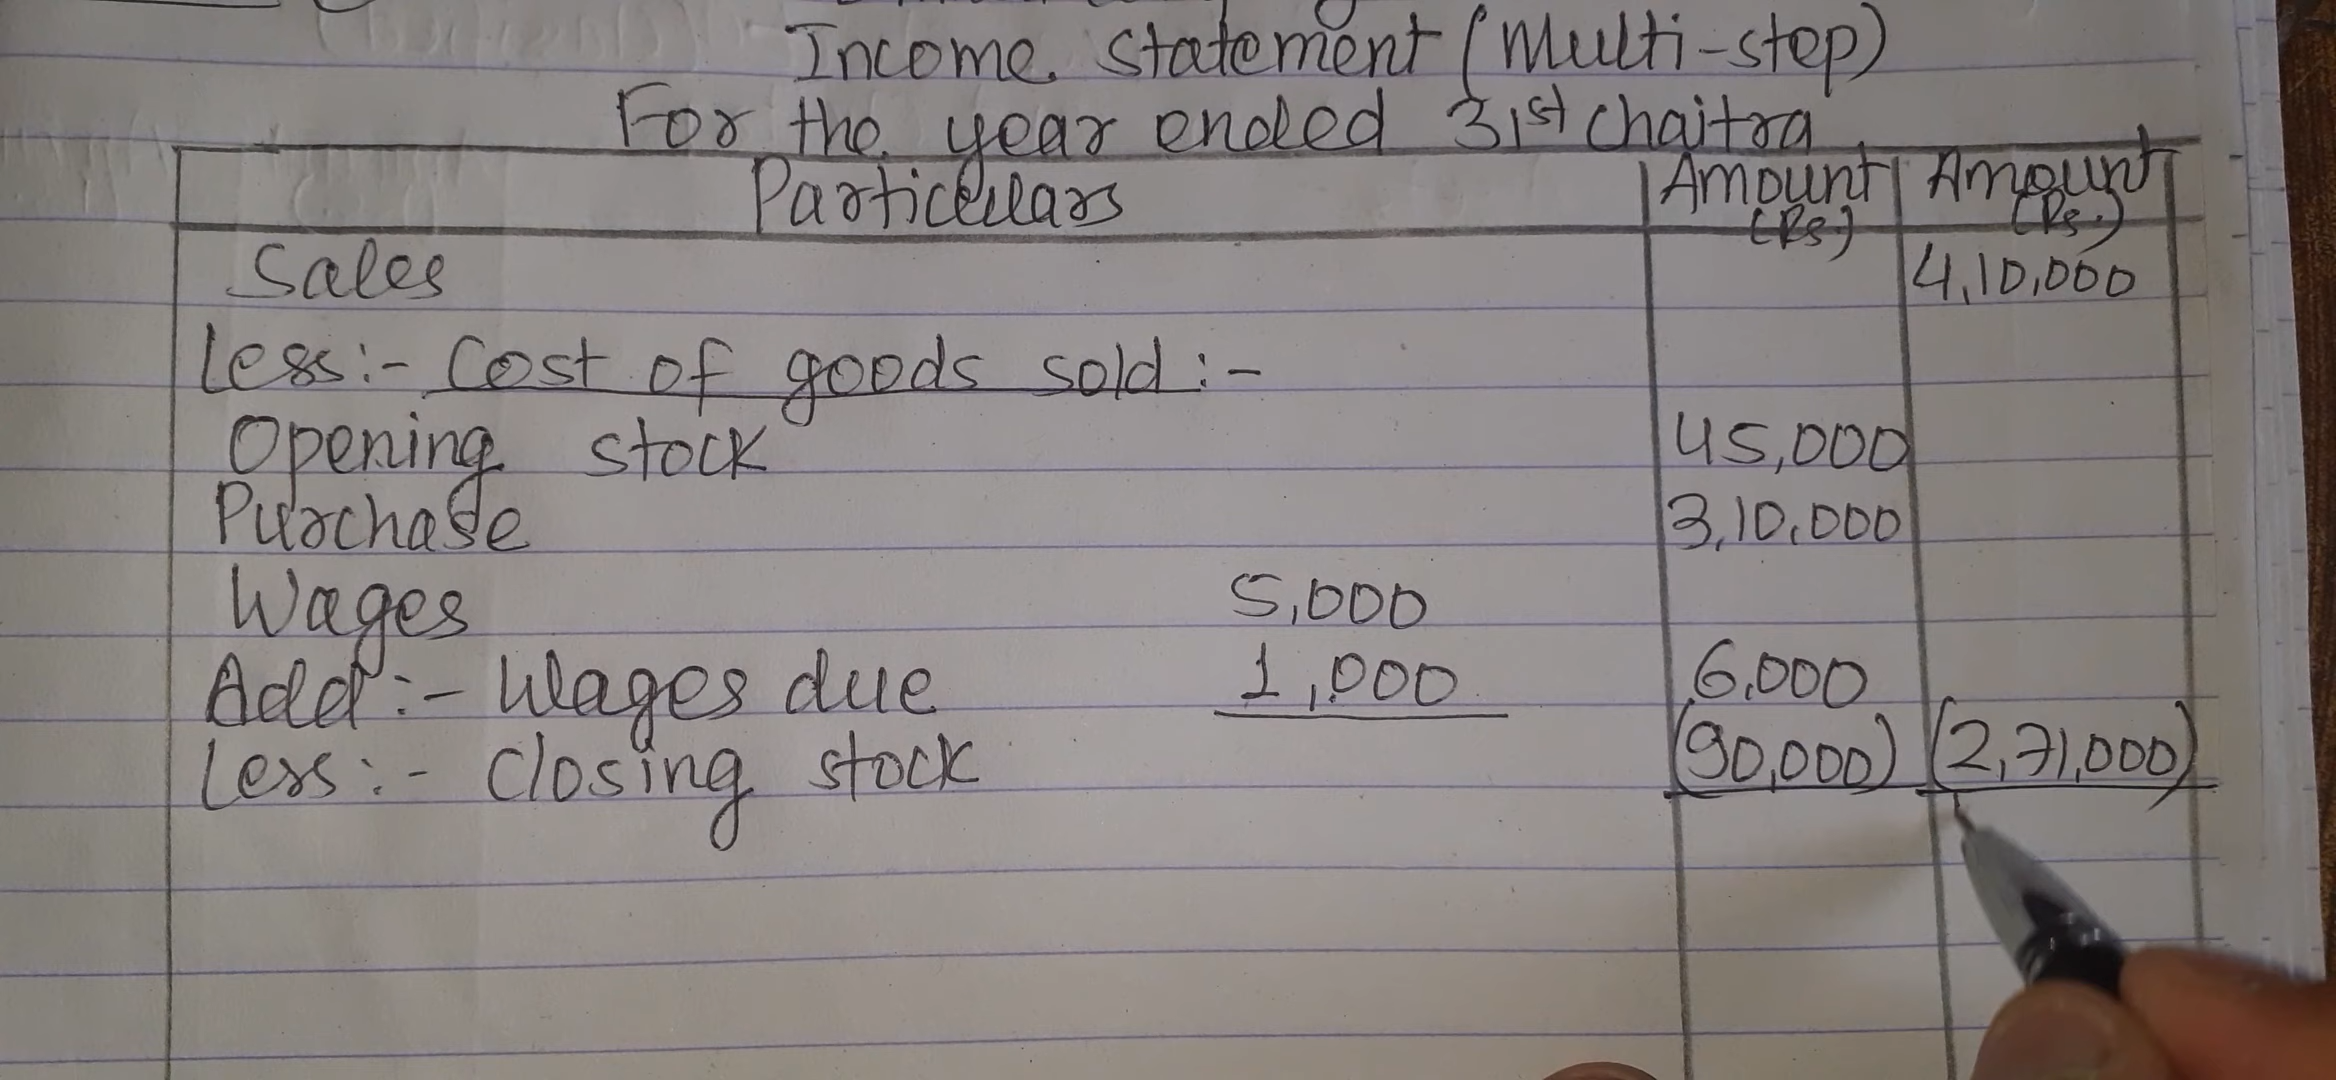 Income Statement (Multi-step)
For the year ended 31st Chaitra
Particulars Amount (Rs.) Amount (Rs.)
Sales 4,10,000
Less:- Cost of goods sold:-
Opening stock 45,000
Purchase 3,10,000
Wages 5,000
Add:- Wages due 1,000 6,000
Less:- Closing stock (90,000) (2,71,000)